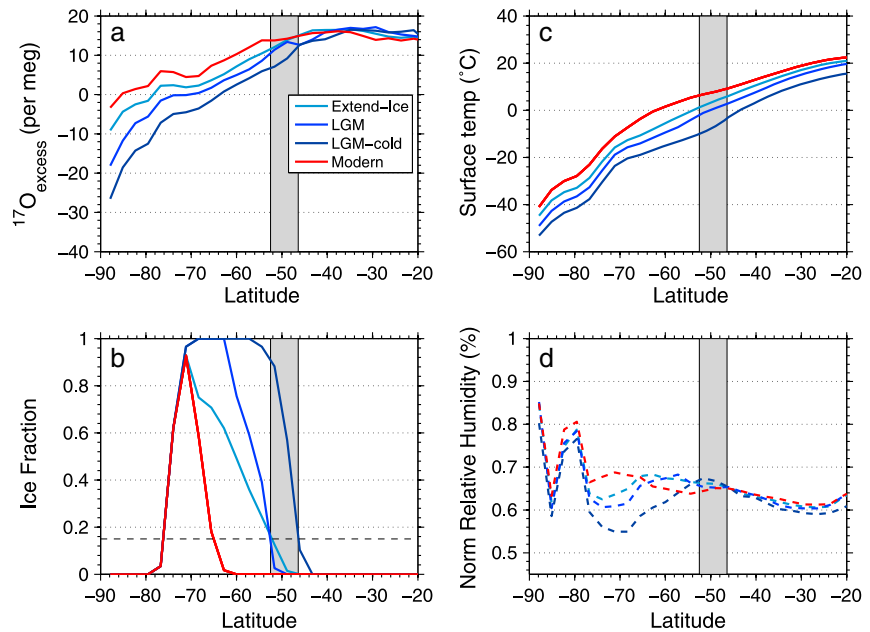 a
17Oexcess (per meg)
20
10
0
−10
−20
−30
−40
Extend−Ice
LGM
LGM−cold
Modern
−90 −80 −70 −60 −50 −40 −30 −20
Latitude
c
Surface temp (˚C)
40
20
0
−20
−40
−60
−90 −80 −70 −60 −50 −40 −30 −20
Latitude
b
Ice Fraction
1
0.8
0.6
0.4
0.2
0
−90 −80 −70 −60 −50 −40 −30 −20
Latitude
d
Norm Relative Humidity (%)
1
0.9
0.8
0.7
0.6
0.5
−90 −80 −70 −60 −50 −40 −30 −20
Latitude